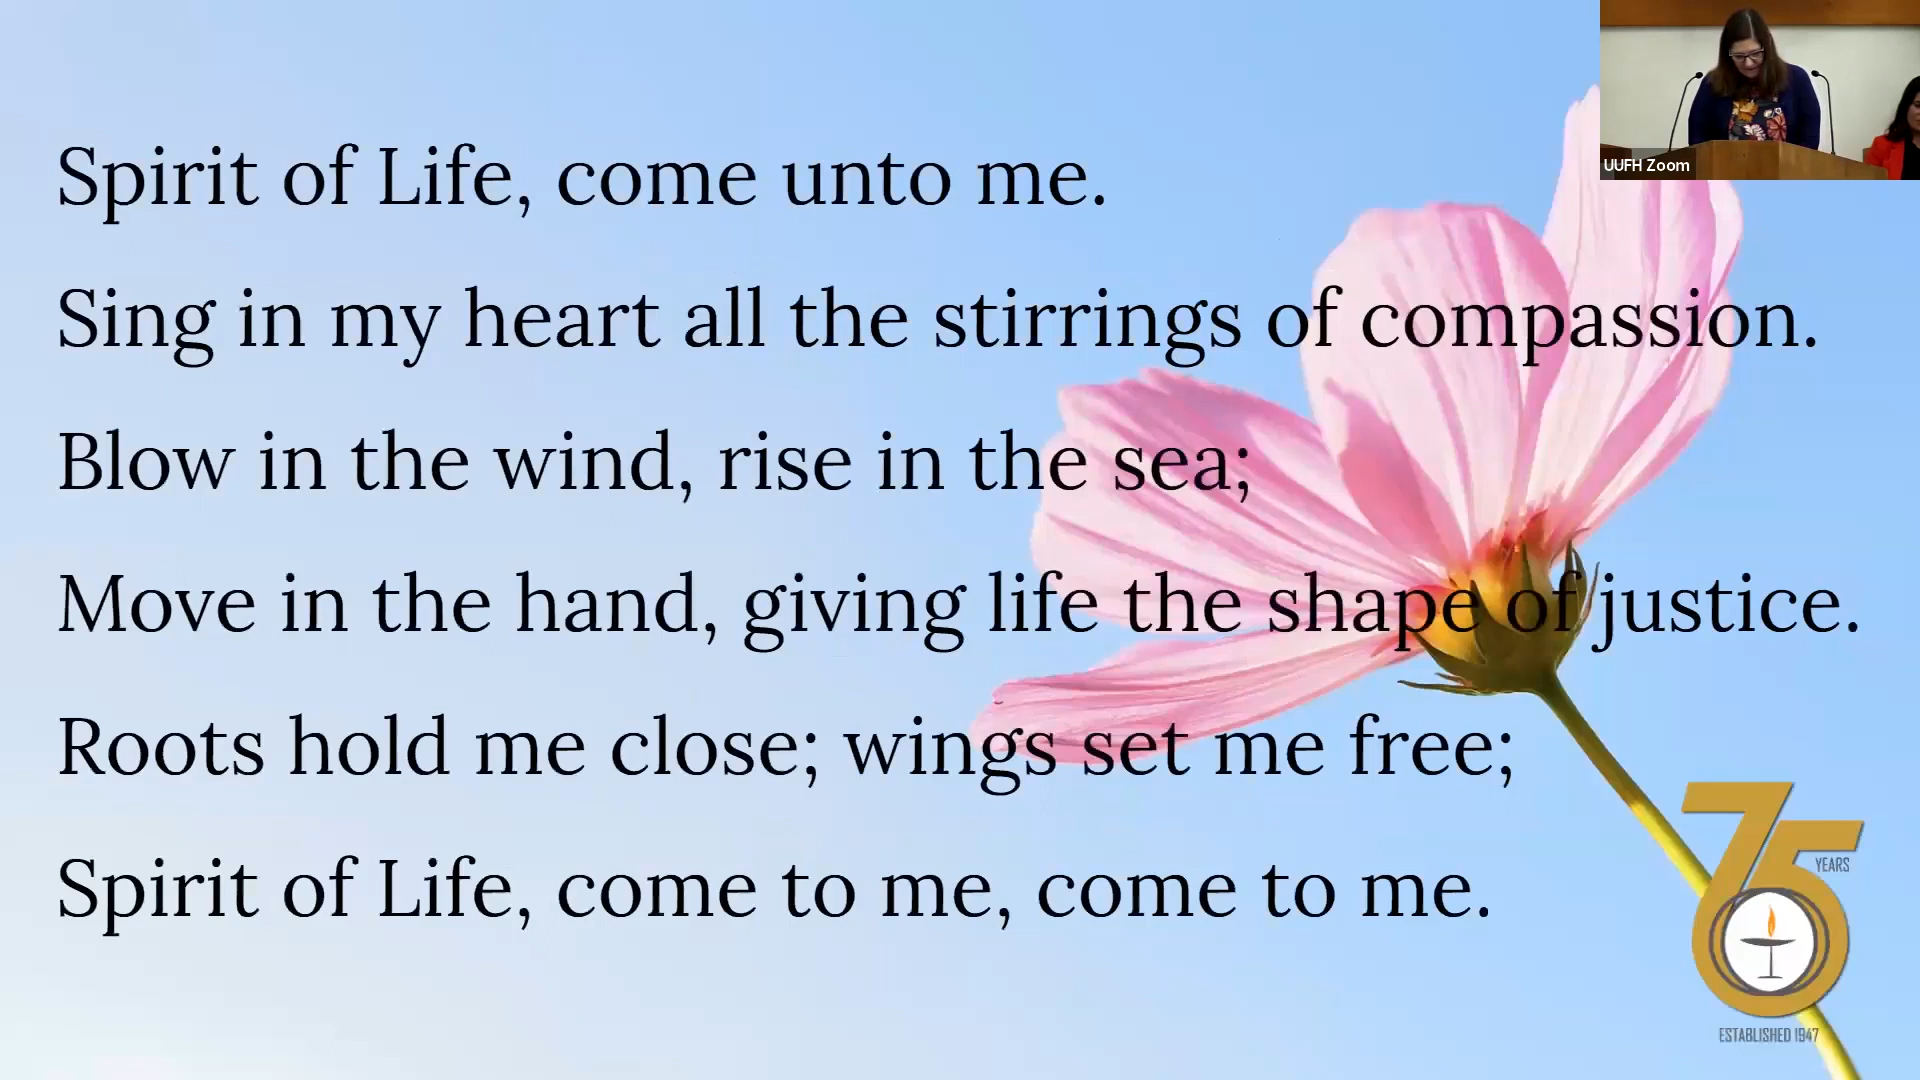 UUFH Zoom
Spirit of Life, come unto me.
Sing in my heart all the stirrings of compassion.
Blow in the wind, rise in the sea;
Move in the hand, giving life the shape of justice.
Roots hold me close; wings set me free;
Spirit of Life, come to me, come to me.
75
YEARS
ESTABLISHED 1947